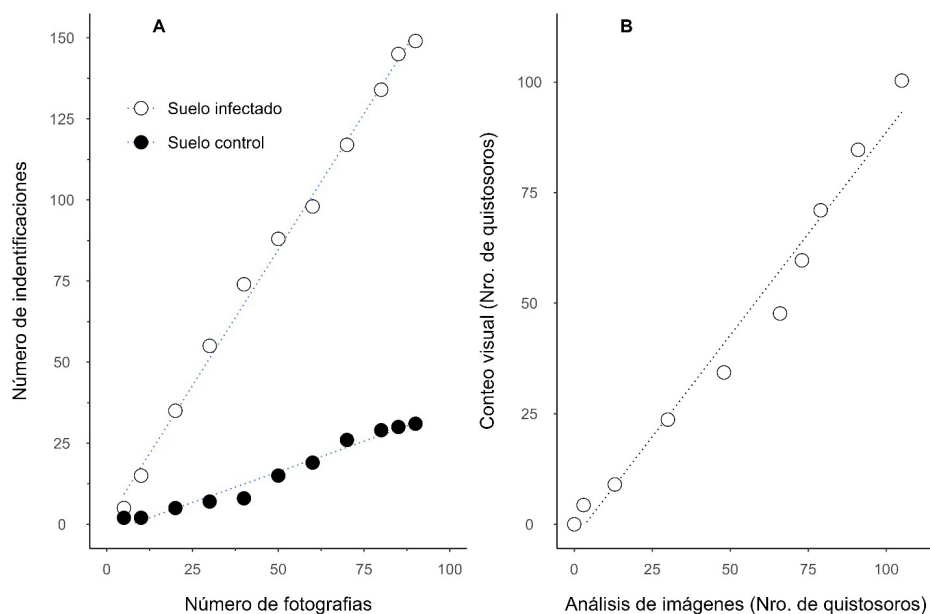 A
Número de indentificaciones
150
125
100
75
50
25
0
Suelo infectado
Suelo control
0
25
50
75
100
Número de fotografias
B
Conteo visual (Nro. de quistosoros)
100
75
50
25
0
0
25
50
75
100
Análisis de imágenes (Nro. de quistosoros)